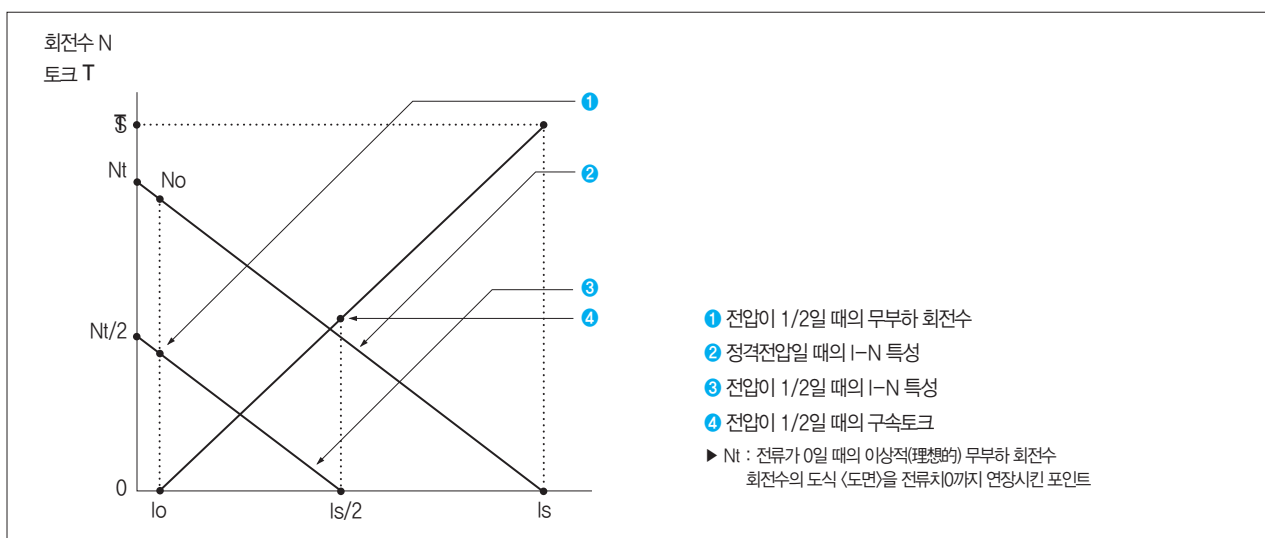 회전수 N
토크 T
Nt
No
Nt/2
0
Io
Is/2
Is
❶
❷
❸
❹
❶ 전압이 1/2일 때의 무부하 회전수
❷ 정격전압일 때의 I-N 특성
❸ 전압이 1/2일 때의 I-N 특성
❹ 전압이 1/2일 때의 구속토크
▶ Nt : 전류가 0일 때의 이상적(理想的) 무부하 회전수
회전수의 도식 〈도면〉을 전류치0까지 연장시킨 포인트